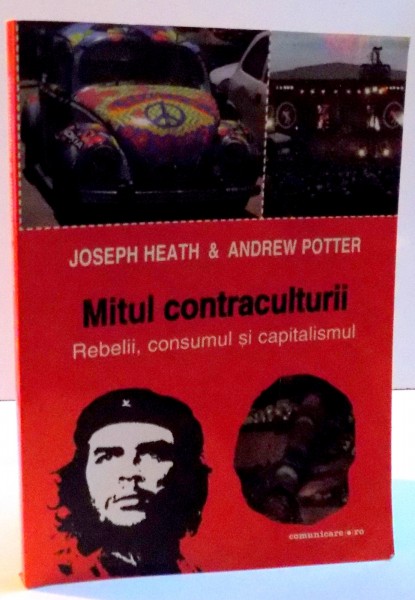 JOSEPH HEATH & ANDREW POTTER
Mitul contraculturii
Rebelii, consumul și capitalismul
comunicare.ro